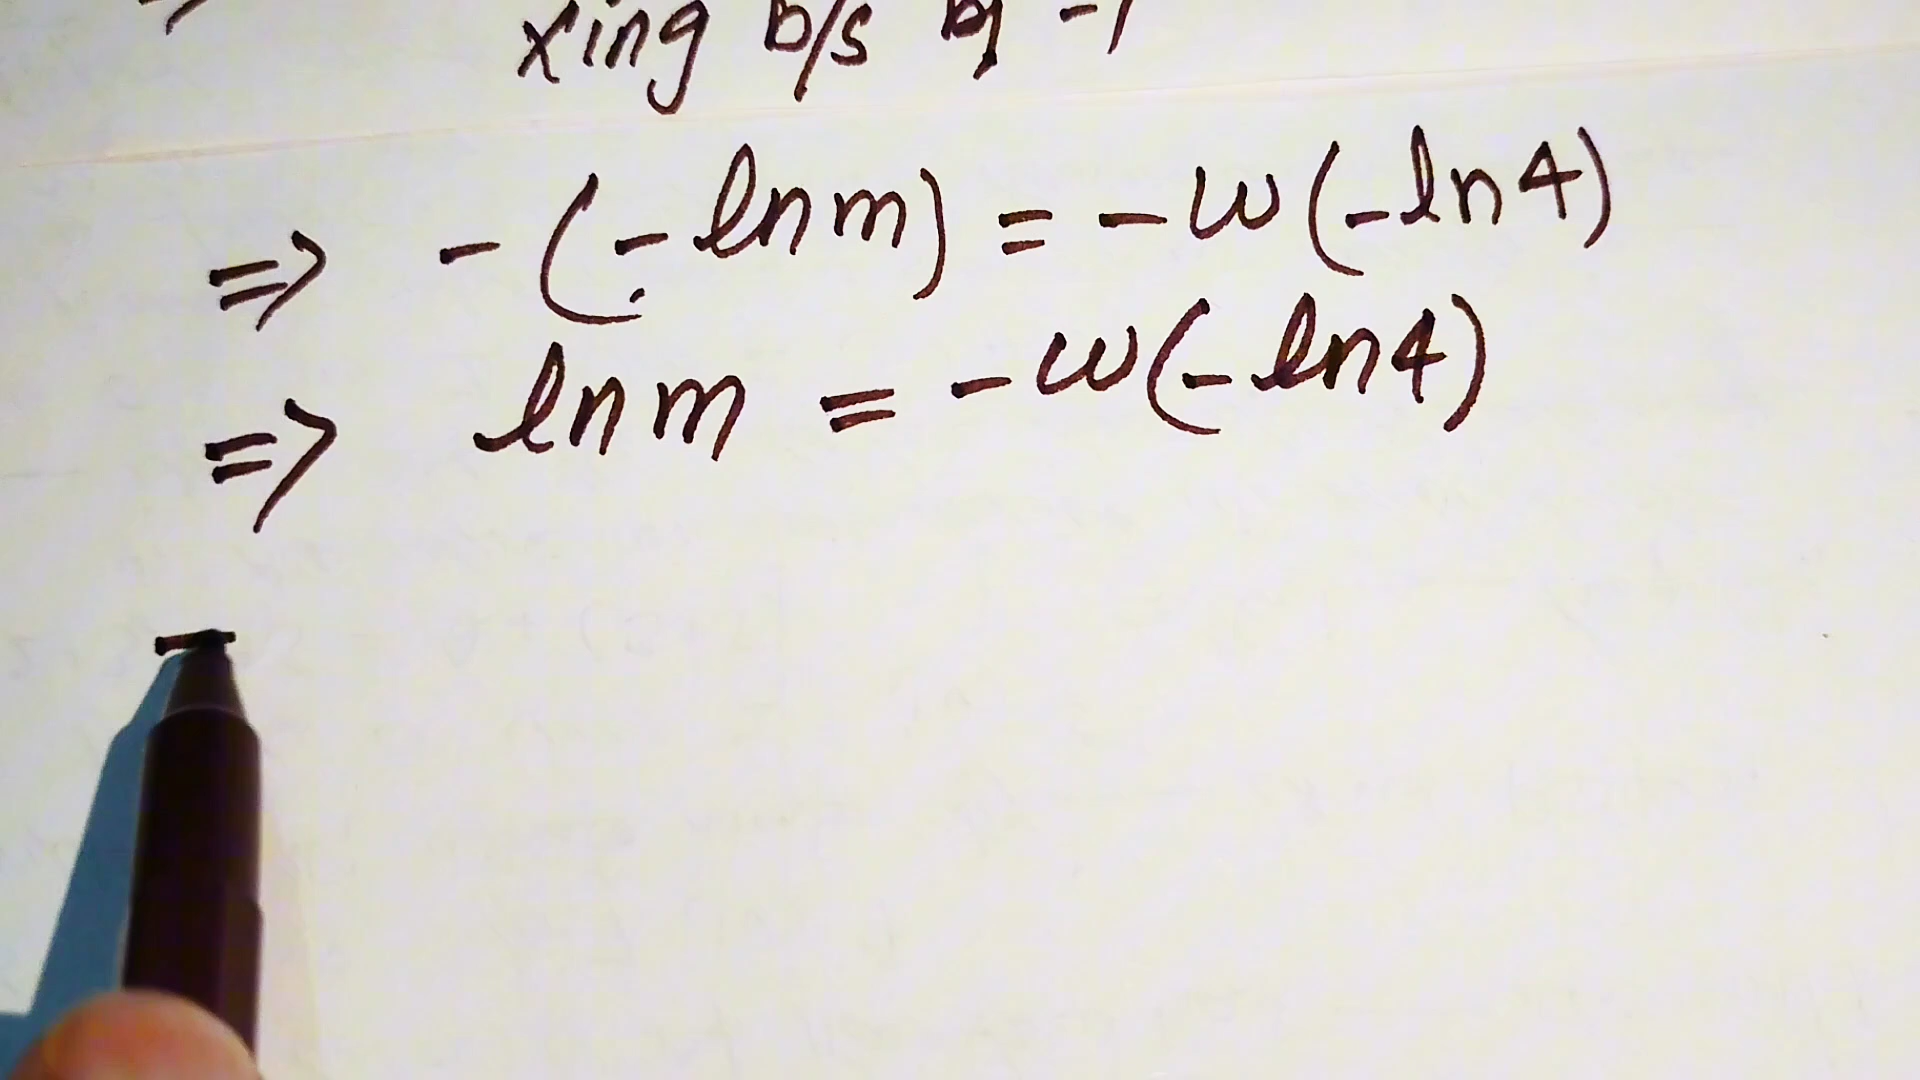 xing b/s by -1
=> -(-lnm) = -w(-ln4)
=> lnm = -w(-ln4)